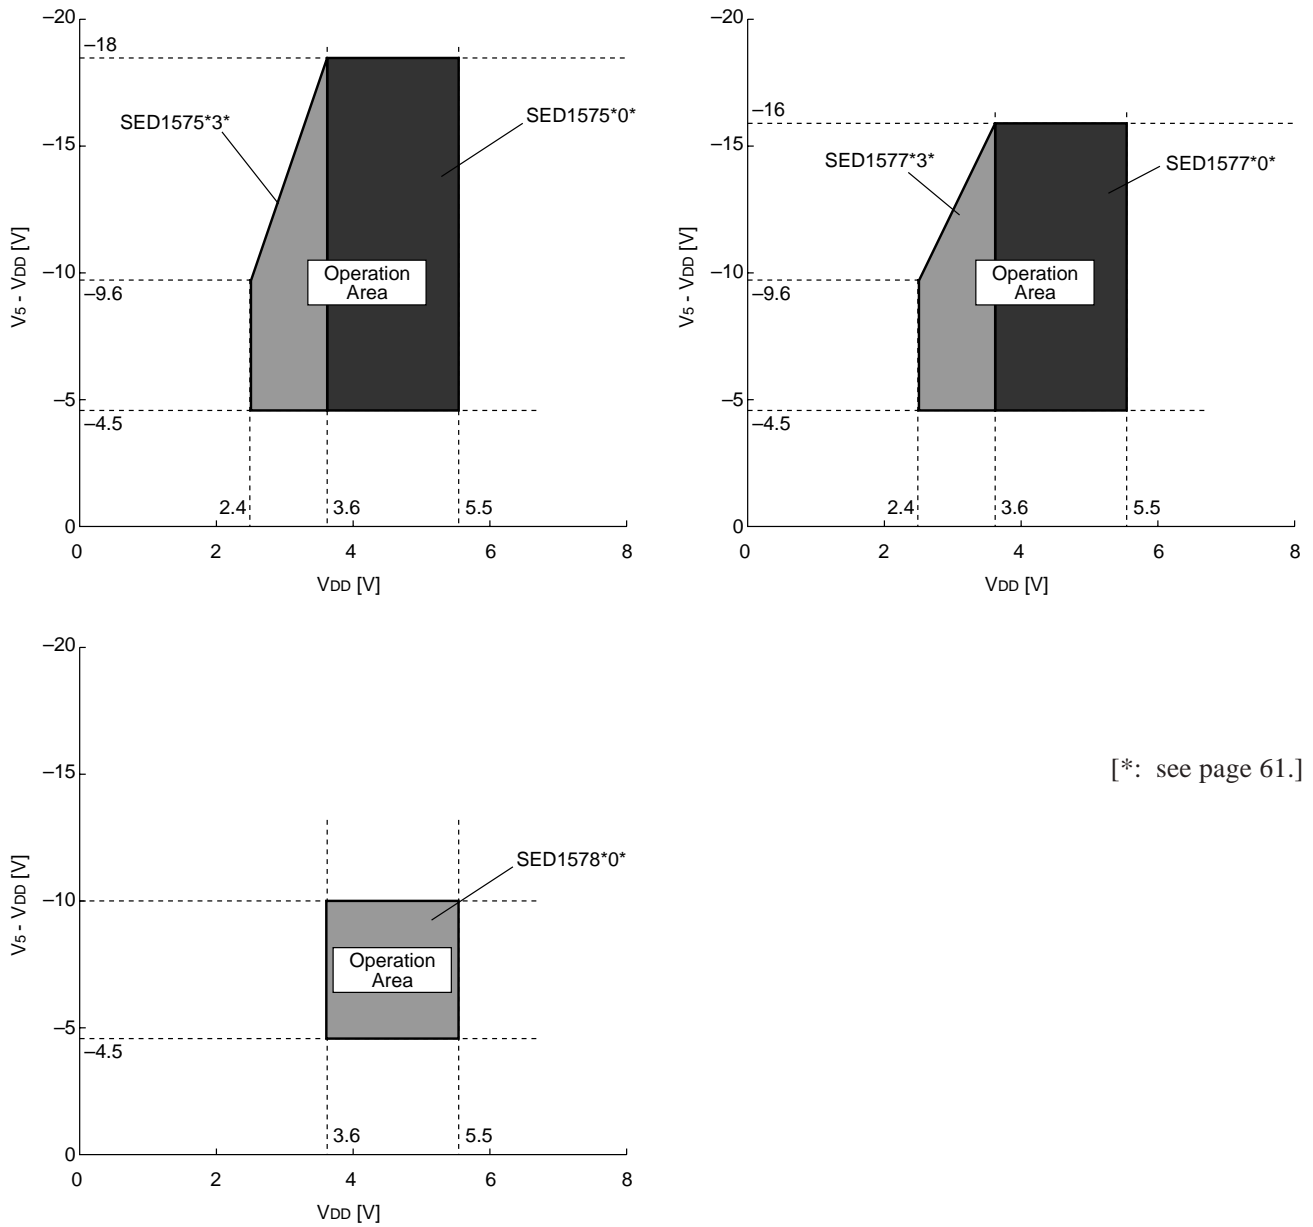 –20
–18
SED1575*3*
SED1575*0*
–15
V5 - VDD [V]
–10
Operation
Area
–9.6
–5
–4.5
2.4
3.6
5.5
0
0
2
4
6
8
VDD [V]
–20
–16
–15
SED1577*3*
SED1577*0*
V5 - VDD [V]
–10
Operation
Area
–9.6
–5
–4.5
2.4
3.6
5.5
0
0
2
4
6
8
VDD [V]
–20
–15
[*: see page 61.]
SED1578*0*
V5 - VDD [V]
–10
Operation
Area
–5
–4.5
3.6
5.5
0
0
2
4
6
8
VDD [V]